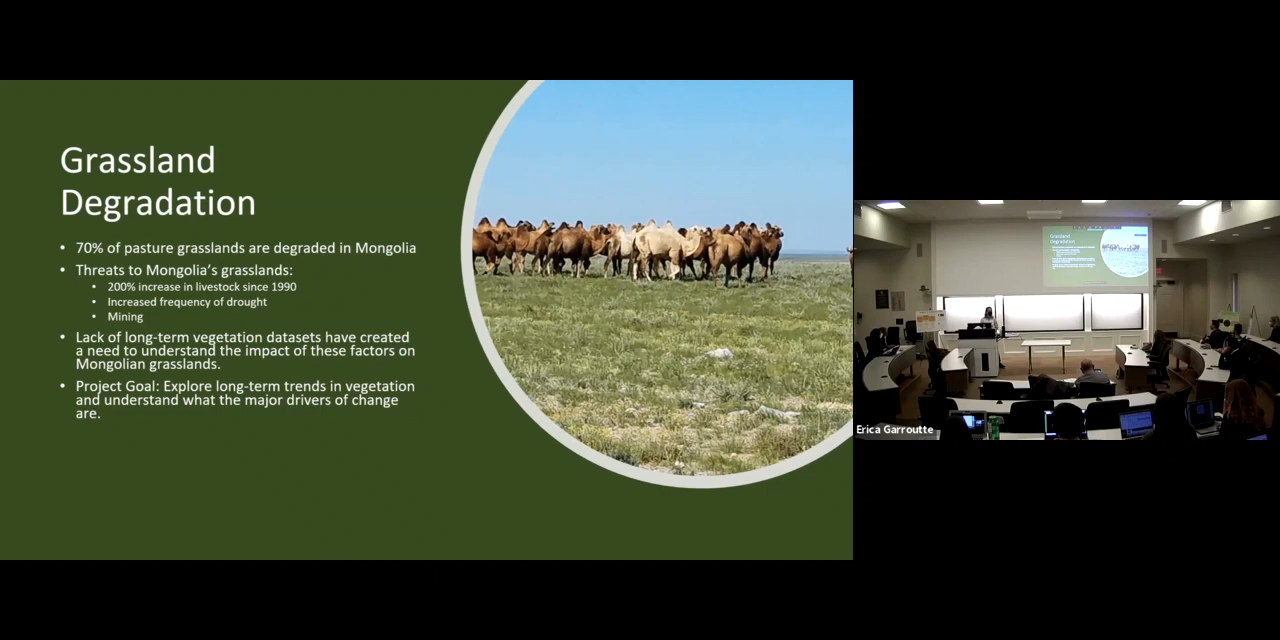 Grassland
Degradation
• 70% of pasture grasslands are degraded in Mongolia
• Threats to Mongolia's grasslands:
• 200% increase in livestock since 1990
• Increased frequency of drought
• Mining
• Lack of long-term vegetation datasets have created
a need to understand the impact of these factors on
Mongolian grasslands.
• Project Goal: Explore long-term trends in vegetation
and understand what the major drivers of change
are.
Grassland
Degradation
Erica Garroutte